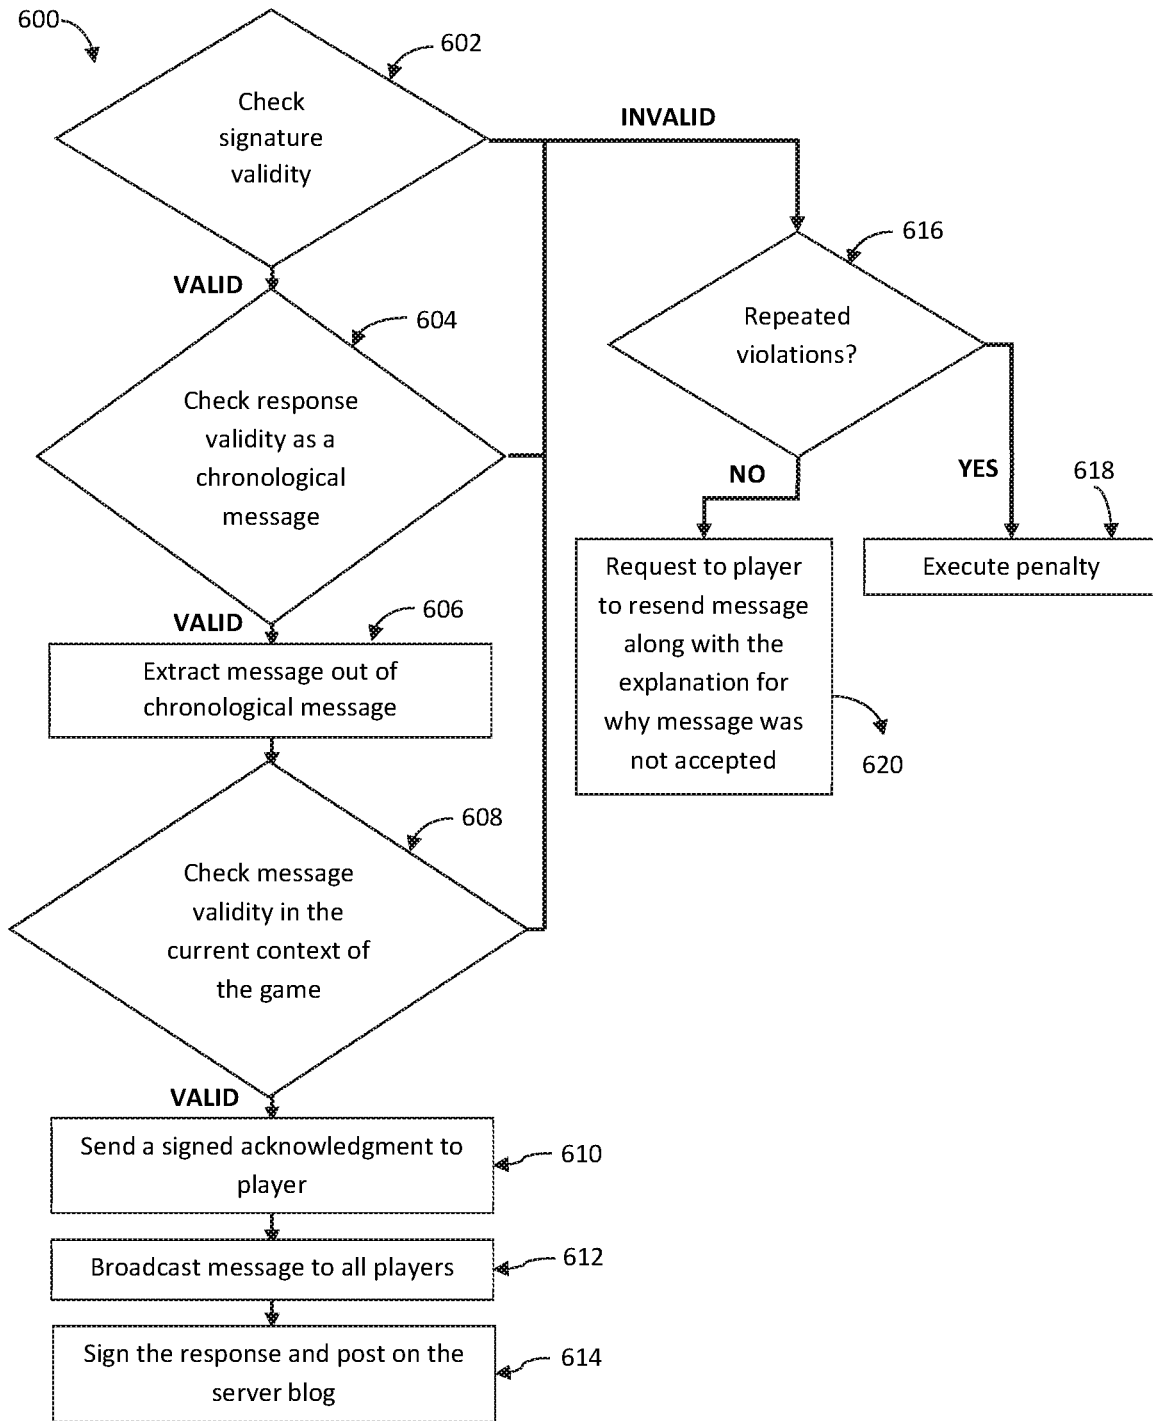 600
602
Check
signature
validity
INVALID
616
VALID
604
Repeated
violations?
Check response
validity as a
chronological
message
NO
YES
618
Request to player
to resend message
along with the
explanation for
why message was
not accepted
Execute penalty
620
VALID
606
Extract message out of
chronological message
608
Check message
validity in the
current context of
the game
VALID
Send a signed acknowledgment to
player
610
Broadcast message to all players
612
Sign the response and post on the
server blog
614